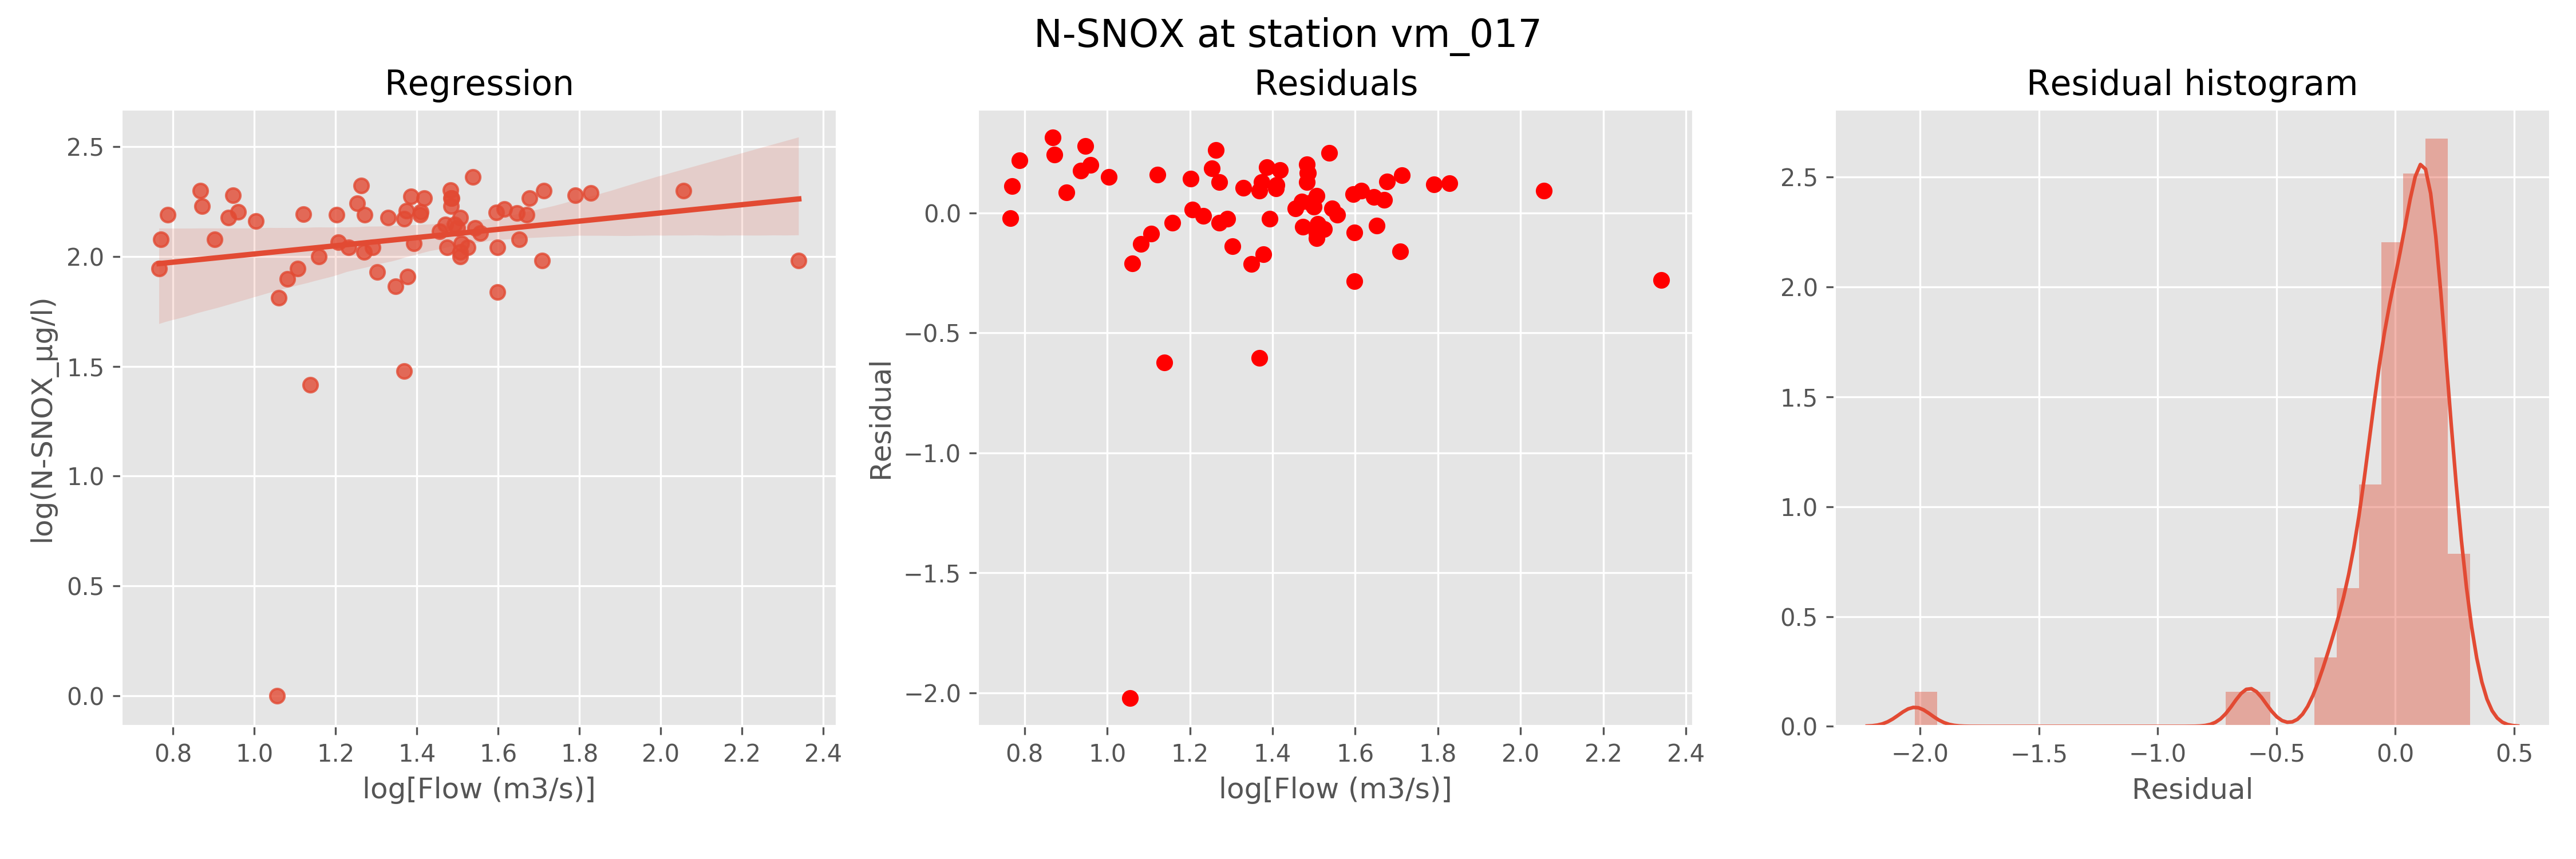 N-SNOX at station vm_017
Regression
log(N-SNOX_µg/l)
2.5
2.0
1.5
1.0
0.5
0.0
0.8 1.0 1.2 1.4 1.6 1.8 2.0 2.2 2.4
log[Flow (m3/s)]
Residuals
Residual
0.0
−0.5
−1.0
−1.5
−2.0
0.8 1.0 1.2 1.4 1.6 1.8 2.0 2.2 2.4
log[Flow (m3/s)]
Residual histogram
2.5
2.0
1.5
1.0
0.5
0.0
−2.0 −1.5 −1.0 −0.5 0.0 0.5
Residual